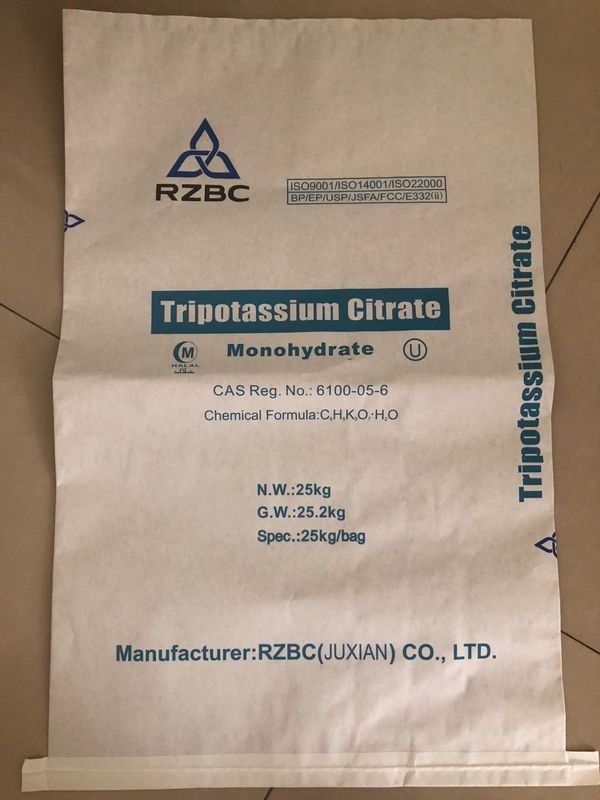 RZBC
ISO9001/ISO14001/ISO22000
BP/EP/USP/JSFA/FCC/E332(ii)
Tripotassium Citrate
M
HALAL
حلال
Monohydrate
U
CAS Reg. No.: 6100-05-6
Chemical Formula:C₆H₅K₃O₇·H₂O
N.W.:25kg
G.W.:25.2kg
Spec.:25kg/bag
Manufacturer:RZBC(JUXIAN) CO., LTD.
Tripotassium Citrate